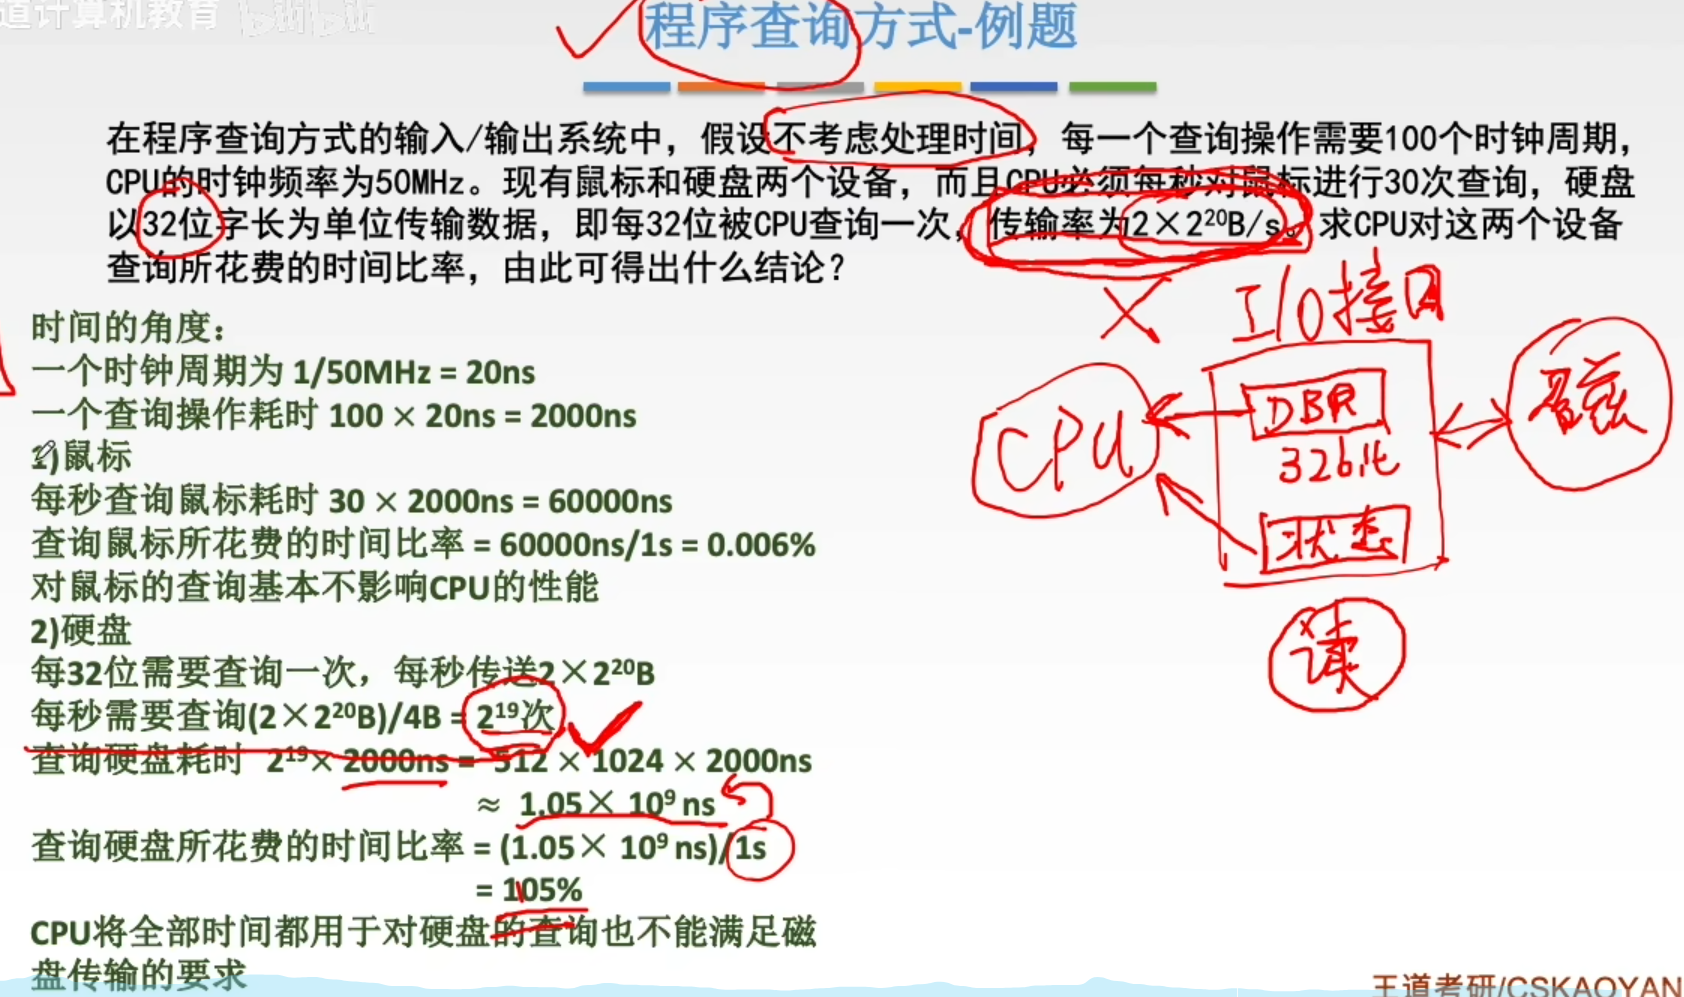 道计算机教育 bilibili
程序查询方式-例题
在程序查询方式的输入/输出系统中，假设不考虑处理时间，每一个查询操作需要100个时钟周期，
CPU的时钟频率为50MHz。现有鼠标和硬盘两个设备，而且CPU必须每秒对鼠标进行30次查询，硬盘
以32位字长为单位传输数据，即每32位被CPU查询一次，传输率为2×2²⁰B/s。求CPU对这两个设备
查询所花费的时间比率，由此可得出什么结论？
时间的角度：
一个时钟周期为 1/50MHz = 20ns
一个查询操作耗时 100 × 20ns = 2000ns
1)鼠标
每秒查询鼠标耗时 30 × 2000ns = 60000ns
查询鼠标所花费的时间比率 = 60000ns/1s = 0.006%
对鼠标的查询基本不影响CPU的性能
2)硬盘
每32位需要查询一次，每秒传送2×2²⁰B
每秒需要查询(2×2²⁰B)/4B = 2¹⁹次
查询硬盘耗时 2¹⁹× 2000ns = 512 × 1024 × 2000ns
≈ 1.05× 10⁹ ns
查询硬盘所花费的时间比率 = (1.05× 10⁹ ns)/1s
= 105%
CPU将全部时间都用于对硬盘的查询也不能满足磁
盘传输的要求
I/O接口
CPU
DBR
32bit
状态
磁
读
王道考研/CSKAOYAN